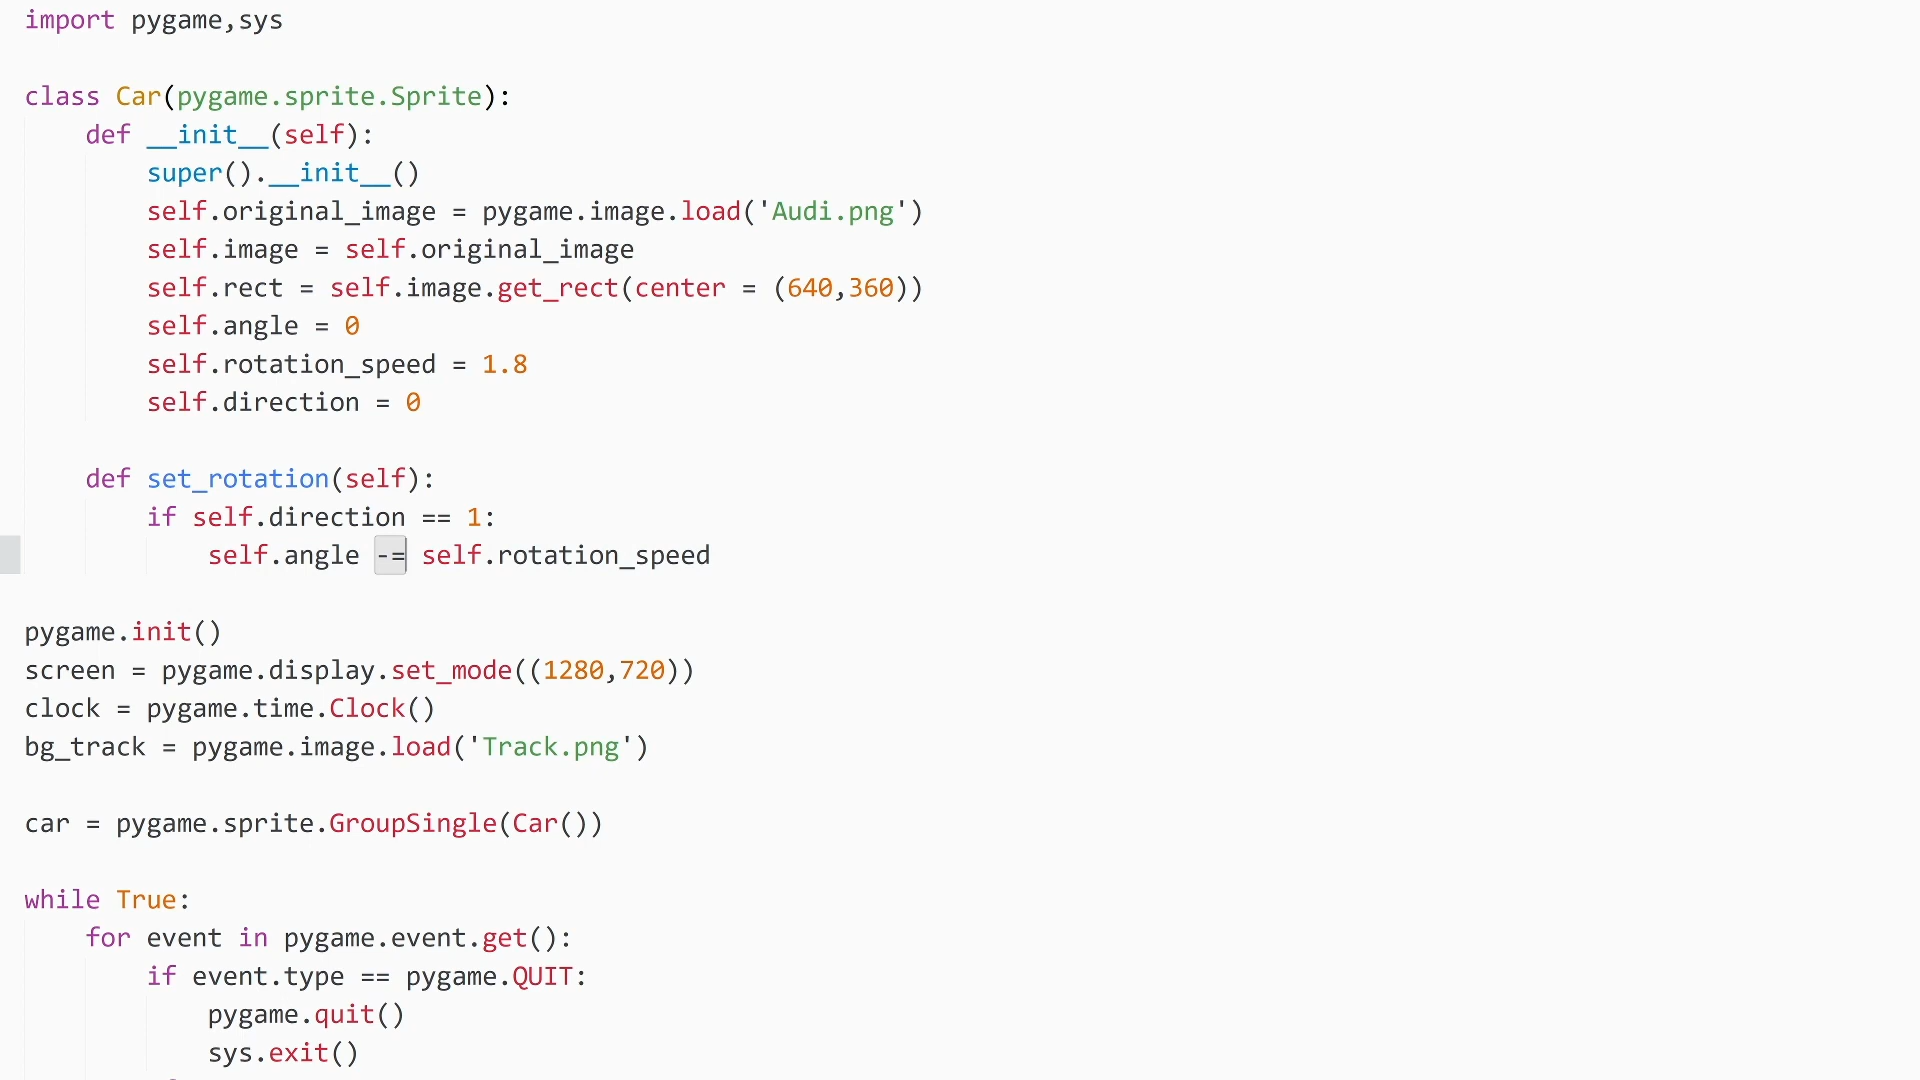 import pygame,sys
class Car(pygame.sprite.Sprite):
def __init__(self):
super().__init__()
self.original_image = pygame.image.load('Audi.png')
self.image = self.original_image
self.rect = self.image.get_rect(center = (640,360))
self.angle = 0
self.rotation_speed = 1.8
self.direction = 0
def set_rotation(self):
if self.direction == 1:
self.angle -= self.rotation_speed
pygame.init()
screen = pygame.display.set_mode((1280,720))
clock = pygame.time.Clock()
bg_track = pygame.image.load('Track.png')
car = pygame.sprite.GroupSingle(Car())
while True:
for event in pygame.event.get():
if event.type == pygame.QUIT:
pygame.quit()
sys.exit()